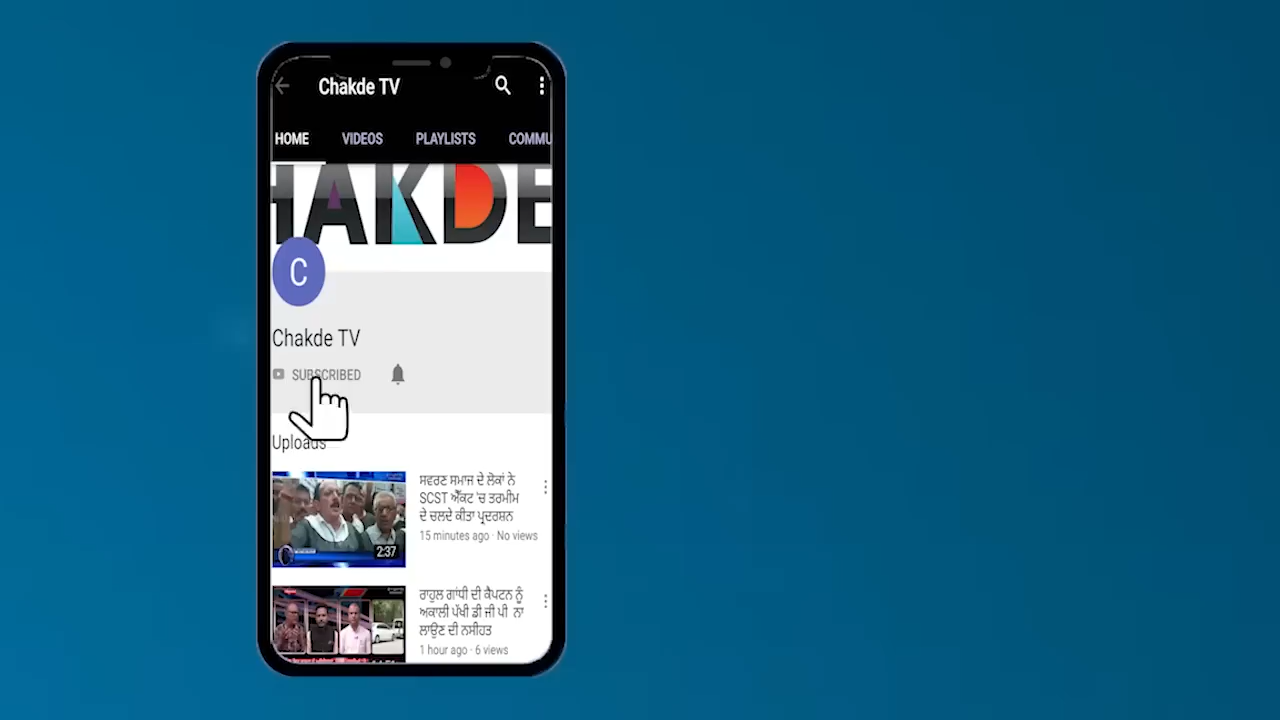 Chakde TV
HOME VIDEOS PLAYLISTS COMMU
HAKDE
C
Chakde TV
SUBSCRIBED
Uploads
ਸਵਰਣ ਸਮਾਜ ਦੇ ਲੋਕਾਂ ਨੇ
SCST ਐੱਕਟ 'ਚ ਤਰਮੀਮ
ਦੇ ਚਲਦੇ ਕੀਤਾ ਪ੍ਰਦਰਸ਼ਨ
15 minutes ago · No views
2:37
ਰਾਹੁਲ ਗਾਂਧੀ ਦੀ ਕੈਪਟਨ ਨੂੰ
ਅਕਾਲੀ ਪੱਖੀ ਡੀ ਜੀ ਪੀ ਨਾ
ਲਾਉਣ ਦੀ ਨਸੀਹਤ
1 hour ago · 6 views